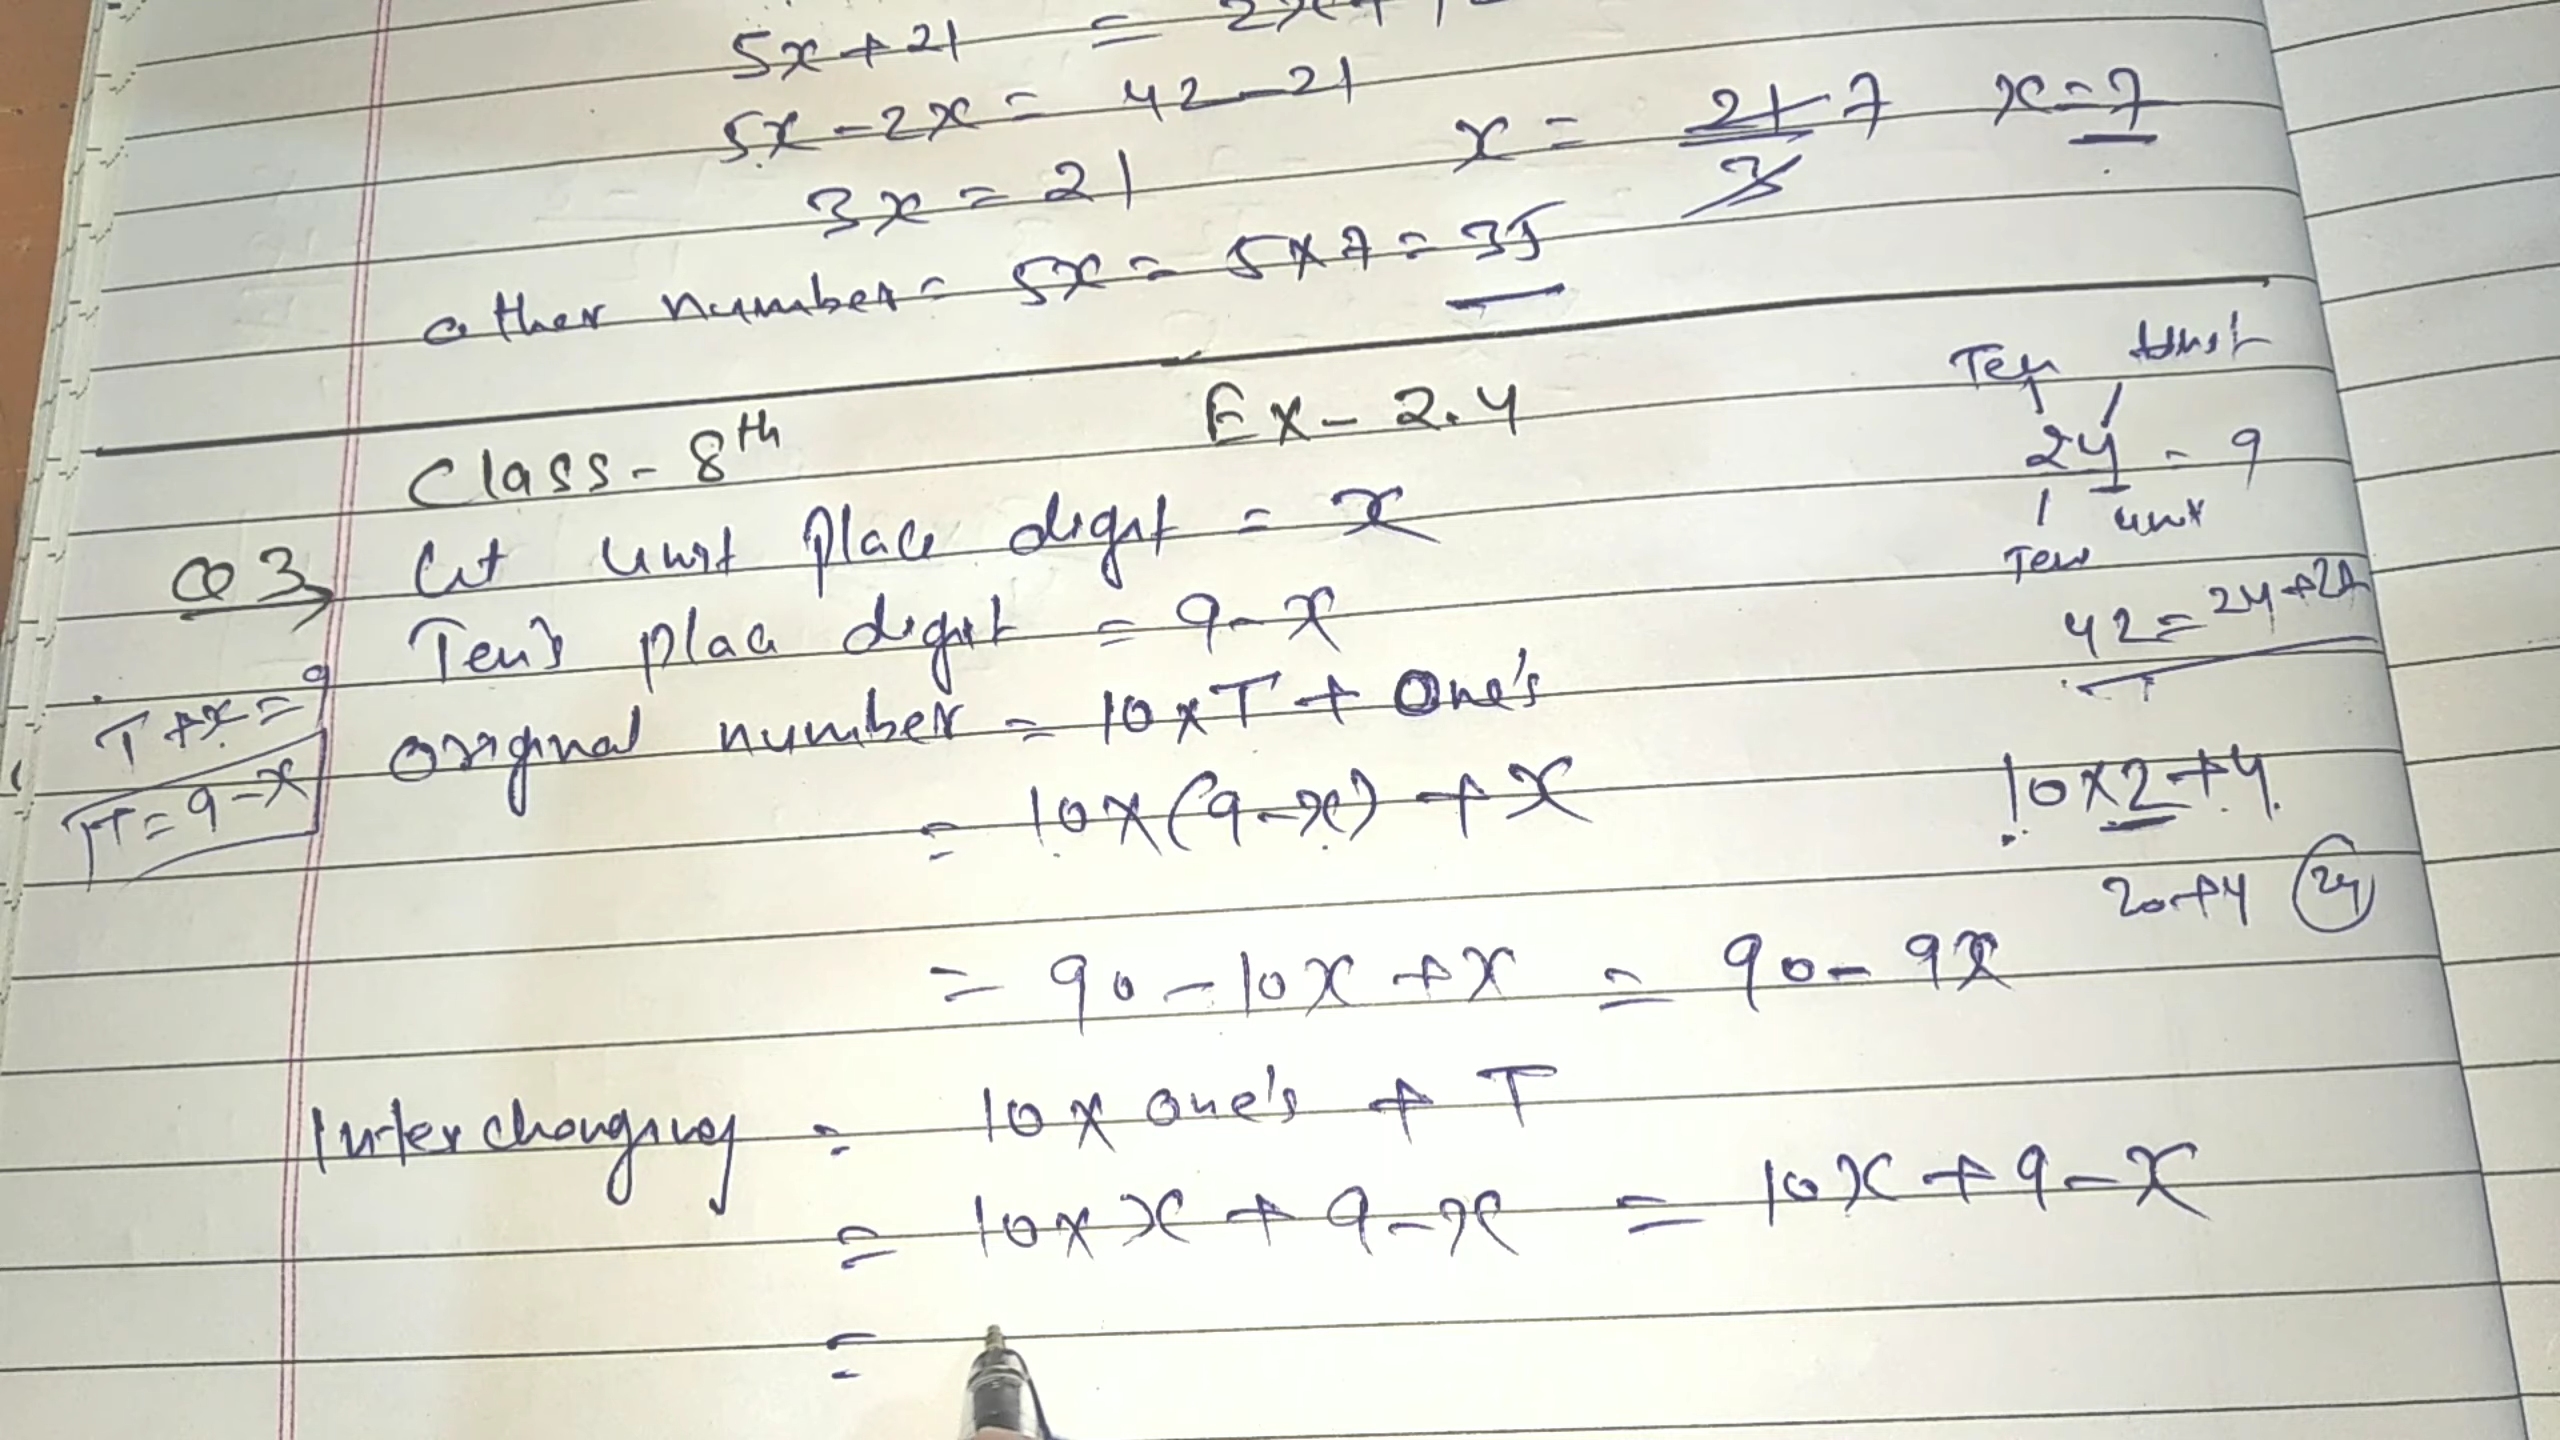 5x + 21 = 2x +
5x - 2x = 42 - 21
3x = 21
x = 21/3 7 x = 7
other number = 5x = 5 × 7 = 35
Class - 8th Ex - 2.4
Q3→ Let unit place digit = x
Ten's place digit = 9 - x
original number = 10 × T + One's
= 10 × (9 - x) + x
= 90 - 10x + x = 90 - 9x
Interchanging = 10 × one's + T
= 10 × x + 9 - x = 10x + 9 - x
=
T + x = 9
T = 9 - x
Ten
24 = 9
Ten unit
42 = 24 +
T
10 × 2 + 4
20 + 4 24